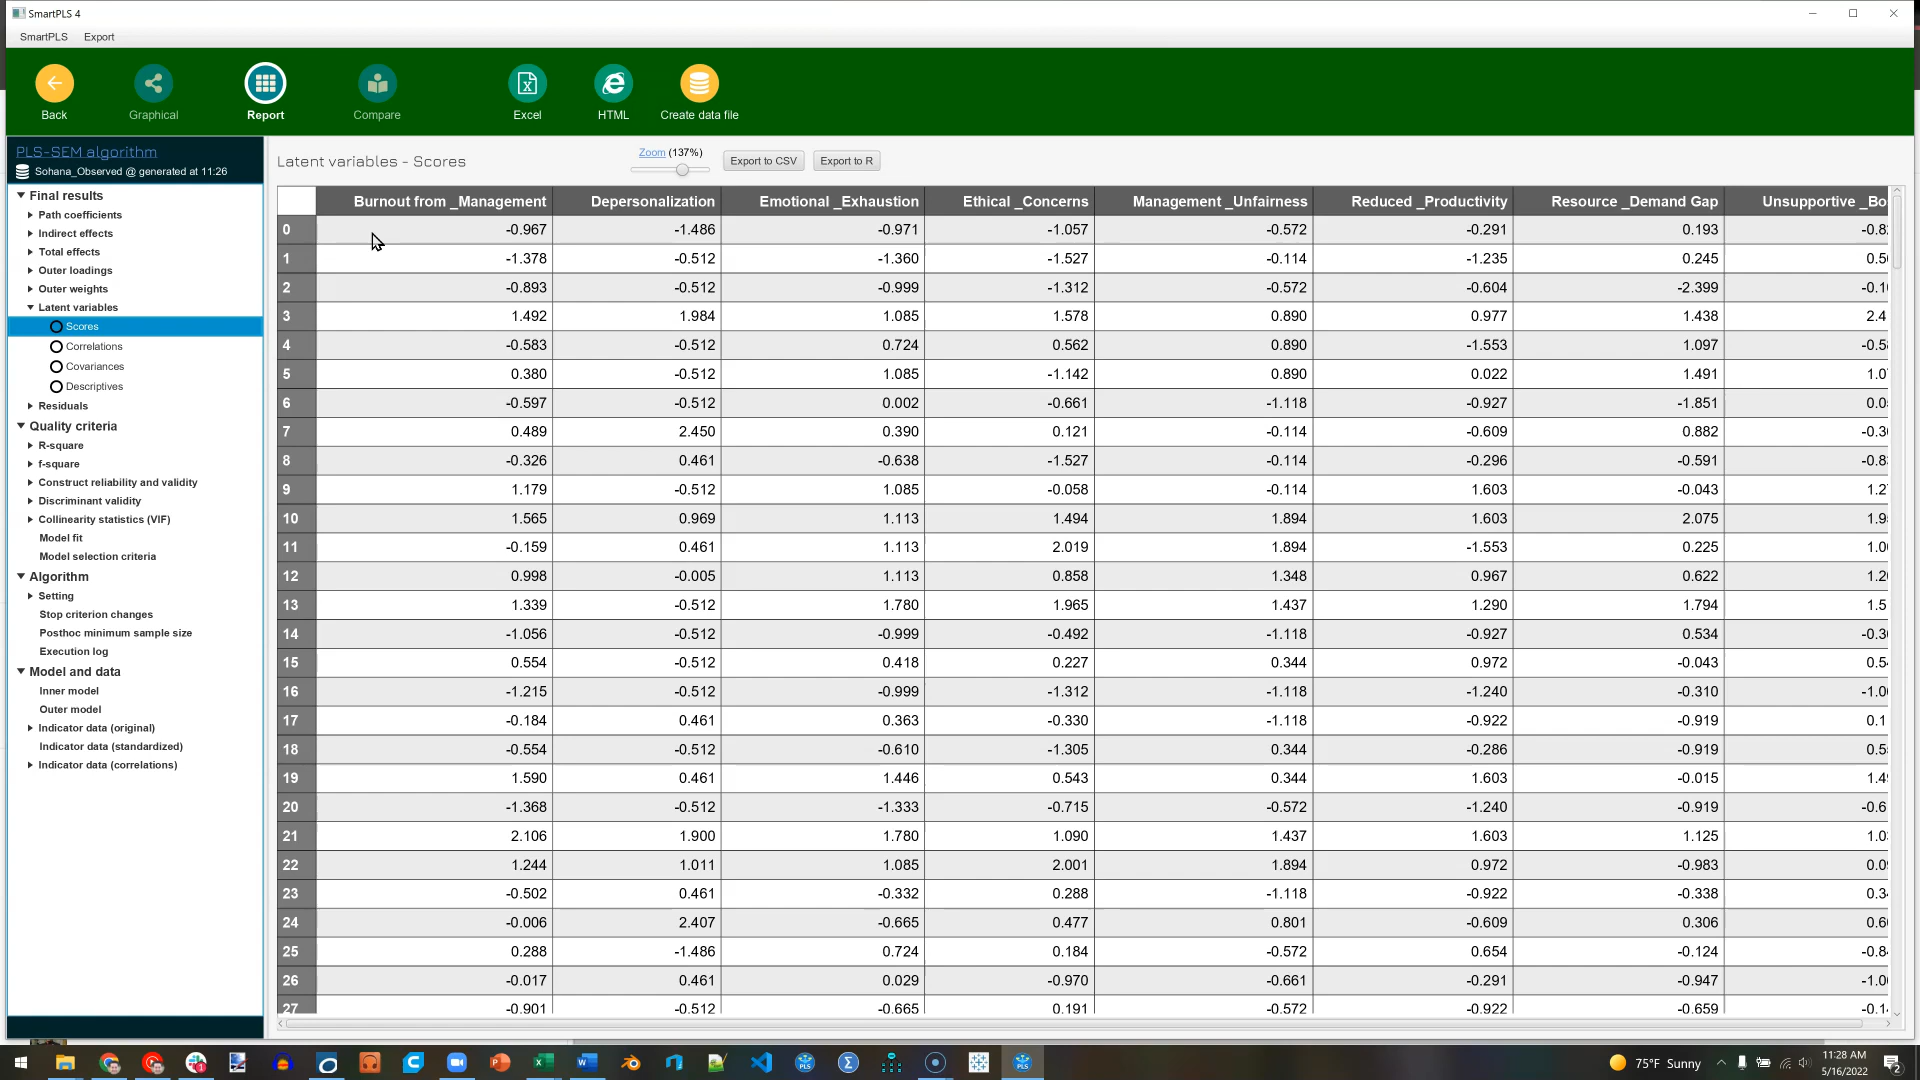 SmartPLS 4
SmartPLS Export
Back Graphical Report Compare Excel HTML Create data file
PLS-SEM algorithm
Sohana_Observed @ generated at 11:26
Final results
Path coefficients
Indirect effects
Total effects
Outer loadings
Outer weights
Latent variables
Scores
Correlations
Covariances
Descriptives
Residuals
Quality criteria
R-square
f-square
Construct reliability and validity
Discriminant validity
Collinearity statistics (VIF)
Model fit
Model selection criteria
Algorithm
Setting
Stop criterion changes
Posthoc minimum sample size
Execution log
Model and data
Inner model
Outer model
Indicator data (original)
Indicator data (standardized)
Indicator data (correlations)
Latent variables - Scores Zoom (137%) Export to CSV Export to R
Burnout from _Management Depersonalization Emotional _Exhaustion Ethical _Concerns Management _Unfairness Reduced _Productivity Resource _Demand Gap Unsupportive _Bo
0 -0.967 -1.486 -0.971 -1.057 -0.572 -0.291 0.193
1 -1.378 -0.512 -1.360 -1.527 -0.114 -1.235 0.245
2 -0.893 -0.512 -0.999 -1.312 -0.572 -0.604 -2.399
3 1.492 1.984 1.085 1.578 0.890 0.977 1.438 2.4
4 -0.583 -0.512 0.724 0.562 0.890 -1.553 1.097
5 0.380 -0.512 1.085 -1.142 0.890 0.022 1.491
6 -0.597 -0.512 0.002 -0.661 -1.118 -0.927 -1.851
7 0.489 2.450 0.390 0.121 -0.114 -0.609 0.882
8 -0.326 0.461 -0.638 -1.527 -0.114 -0.296 -0.591
9 1.179 -0.512 1.085 -0.058 -0.114 1.603 -0.043
10 1.565 0.969 1.113 1.494 1.894 1.603 2.075
11 -0.159 0.461 1.113 2.019 1.894 -1.553 0.225
12 0.998 -0.005 1.113 0.858 1.348 0.967 0.622
13 1.339 -0.512 1.780 1.965 1.437 1.290 1.794 1.5
14 -1.056 -0.512 -0.999 -0.492 -1.118 -0.927 0.534
15 0.554 -0.512 0.418 0.227 0.344 0.972 -0.043
16 -1.215 -0.512 -0.999 -1.312 -1.118 -1.240 -0.310
17 -0.184 0.461 0.363 -0.330 -1.118 -0.922 -0.919 0.1
18 -0.554 -0.512 -0.610 -1.305 0.344 -0.286 -0.919
19 1.590 0.461 1.446 0.543 0.344 1.603 -0.015
20 -1.368 -0.512 -1.333 -0.715 -0.572 -1.240 -0.919 -0.6
21 2.106 1.900 1.780 1.090 1.437 1.603 1.125
22 1.244 1.011 1.085 2.001 1.894 0.972 -0.983
23 -0.502 0.461 -0.332 0.288 -1.118 -0.922 -0.338
24 -0.006 2.407 -0.665 0.477 0.801 -0.609 0.306
25 0.288 -1.486 0.724 0.184 -0.572 0.654 -0.124
26 -0.017 0.461 0.029 -0.970 -0.661 -0.291 -0.947
27 -0.901 -0.512 -0.665 0.191 -0.572 -0.922 -0.659
75°F Sunny
11:28 AM
5/16/2022